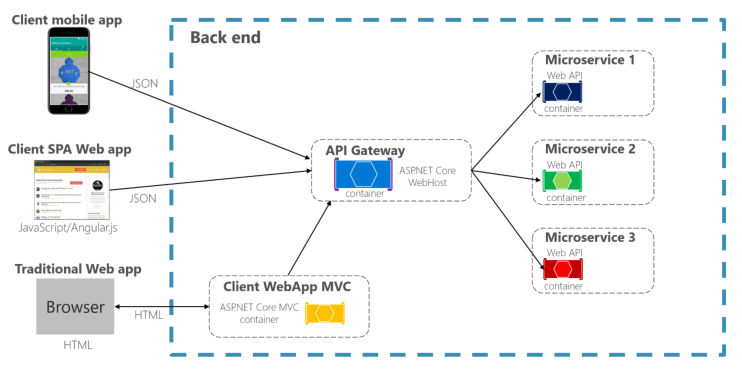 Client mobile app
Back end
JSON
Microservice 1
Web API
container
Client SPA Web app
API Gateway
ASP.NET Core
WebHost
container
JSON
JavaScript/Angular.js
Microservice 2
Web API
container
Microservice 3
Web API
container
Traditional Web app
Browser
HTML
HTML
Client WebApp MVC
ASP.NET Core MVC
container